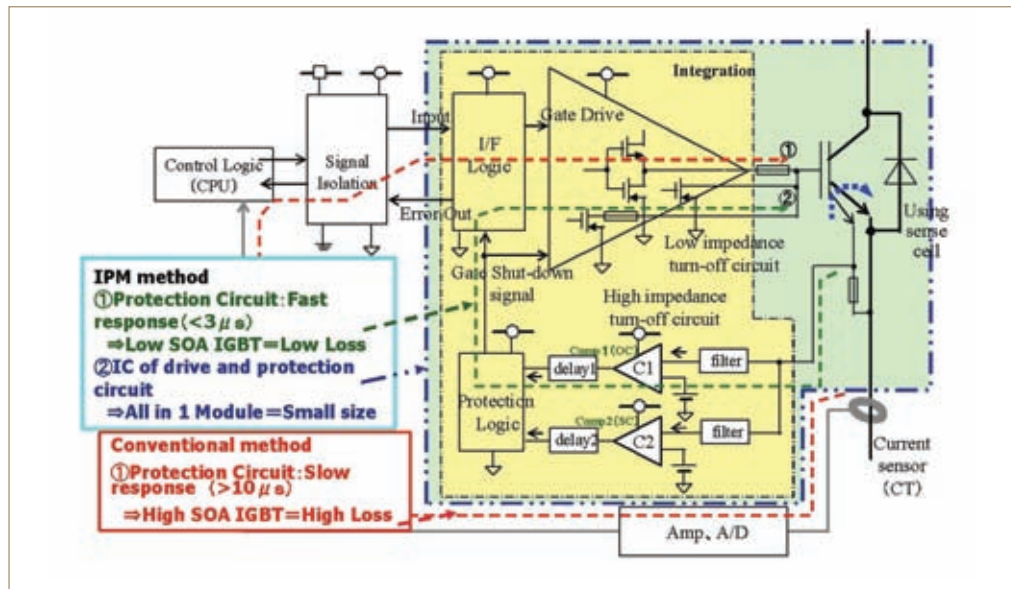 Integration
Input
I/F
Logic
Gate Drive
①
Control Logic
(CPU)
Signal
Isolation
Error Out
②
Using
sense
cell
Low impedance
turn-off circuit
Gate Shut-down
signal
High impedance
turn-off circuit
IPM method
①Protection Circuit:Fast
response(<3μs)
⇒Low SOA IGBT=Low Loss
②IC of drive and protection
circuit
⇒All in 1 Module=Small size
Comp1(OC)
delay1
C1
filter
Protection
Logic
Comp2(SC)
delay2
C2
filter
Current
sensor
(CT)
Conventional method
①Protection Circuit:Slow
response (>10μs)
⇒High SOA IGBT=High Loss
Amp、A/D